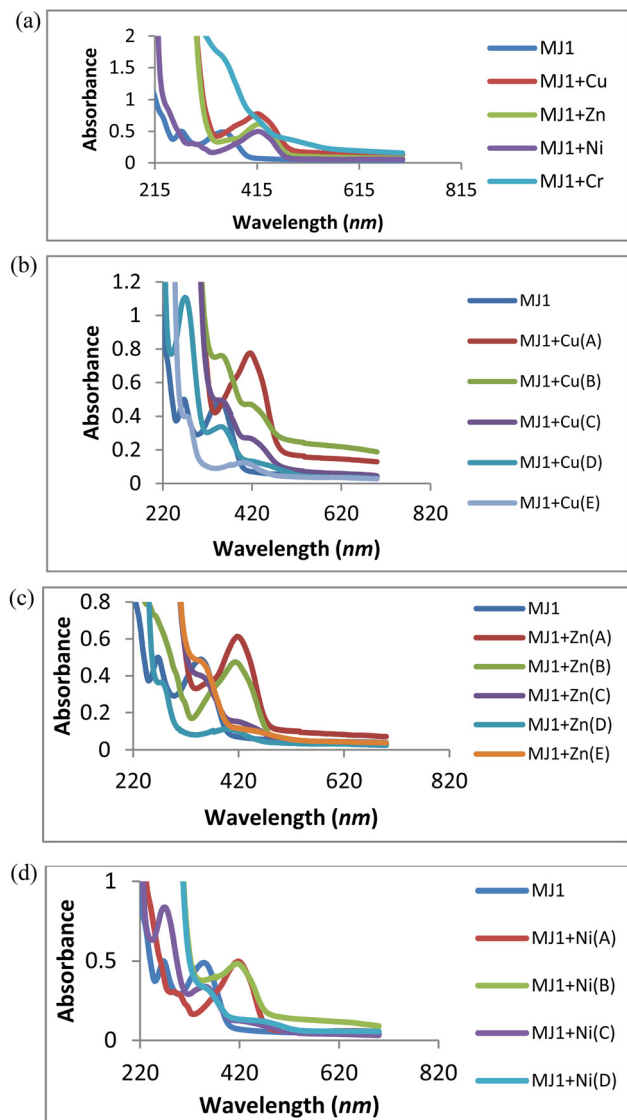 (a)
2
1.5
1
0.5
0
Absorbance
215 415 615 815
Wavelength (nm)
MJ1
MJ1+Cu
MJ1+Zn
MJ1+Ni
MJ1+Cr
(b)
1.2
1
0.8
0.6
0.4
0.2
0
Absorbance
220 420 620 820
Wavelength (nm)
MJ1
MJ1+Cu(A)
MJ1+Cu(B)
MJ1+Cu(C)
MJ1+Cu(D)
MJ1+Cu(E)
(c)
0.8
0.6
0.4
0.2
0
Absorbance
220 420 620 820
Wavelength (nm)
MJ1
MJ1+Zn(A)
MJ1+Zn(B)
MJ1+Zn(C)
MJ1+Zn(D)
MJ1+Zn(E)
(d)
1
0.5
0
Absorbance
220 420 620 820
Wavelength (nm)
MJ1
MJ1+Ni(A)
MJ1+Ni(B)
MJ1+Ni(C)
MJ1+Ni(D)